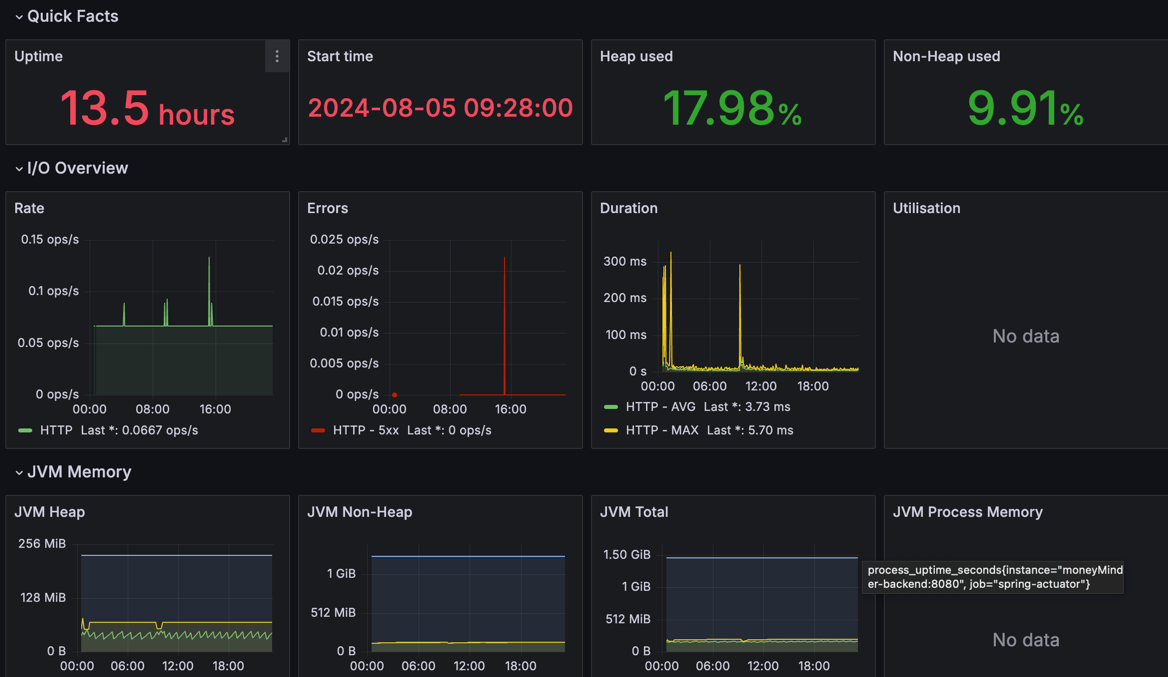 Quick Facts
Uptime
13.5 hours
Start time
2024-08-05 09:28:00
Heap used
17.98%
Non-Heap used
9.91%
I/O Overview
Rate
0.15 ops/s
0.1 ops/s
0.05 ops/s
0 ops/s
00:00 08:00 16:00
HTTP Last *: 0.0667 ops/s
Errors
0.025 ops/s
0.02 ops/s
0.015 ops/s
0.01 ops/s
0.005 ops/s
0 ops/s
00:00 08:00 16:00
HTTP - 5xx Last *: 0 ops/s
Duration
300 ms
200 ms
100 ms
0 s
00:00 06:00 12:00 18:00
HTTP - AVG Last *: 3.73 ms
HTTP - MAX Last *: 5.70 ms
Utilisation
No data
JVM Memory
JVM Heap
256 MiB
128 MiB
0 B
00:00 06:00 12:00 18:00
JVM Non-Heap
1 GiB
512 MiB
0 B
00:00 06:00 12:00 18:00
JVM Total
1.50 GiB
1 GiB
512 MiB
0 B
00:00 06:00 12:00 18:00
JVM Process Memory
process_uptime_seconds{instance="moneyMind
er-backend:8080", job="spring-actuator"}
No data